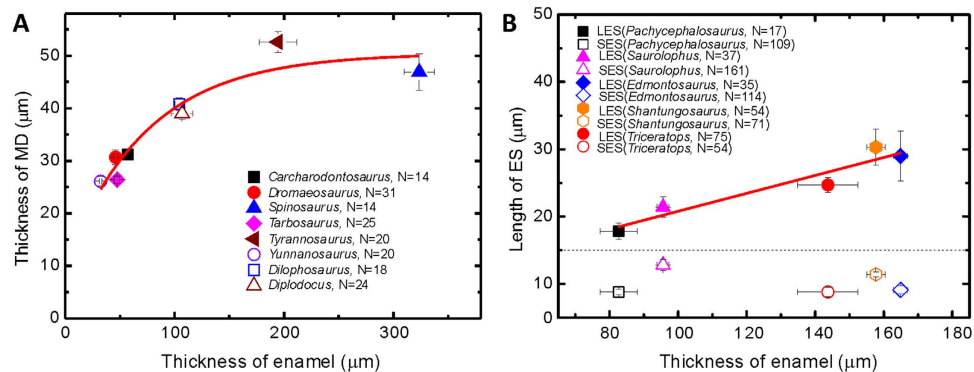 A
Thickness of MD (μm)
60
50
40
30
20
10
0
Carcharodontosaurus, N=14
Dromaeosaurus, N=31
Spinosaurus, N=14
Tarbosaurus, N=25
Tyrannosaurus, N=20
Yunnanosaurus, N=20
Dilophosaurus, N=18
Diplodocus, N=24
0 100 200 300
Thickness of enamel (μm)
B
Length of ES (μm)
50
40
30
20
10
0
LES(Pachycephalosaurus, N=17)
SES(Pachycephalosaurus, N=109)
LES(Saurolophus, N=37)
SES(Saurolophus, N=161)
LES(Edmontosaurus, N=35)
SES(Edmontosaurus, N=114)
LES(Shantungosaurus, N=54)
SES(Shantungosaurus, N=71)
LES(Triceratops, N=75)
SES(Triceratops, N=54)
80 100 120 140 160 180
Thickness of enamel (μm)